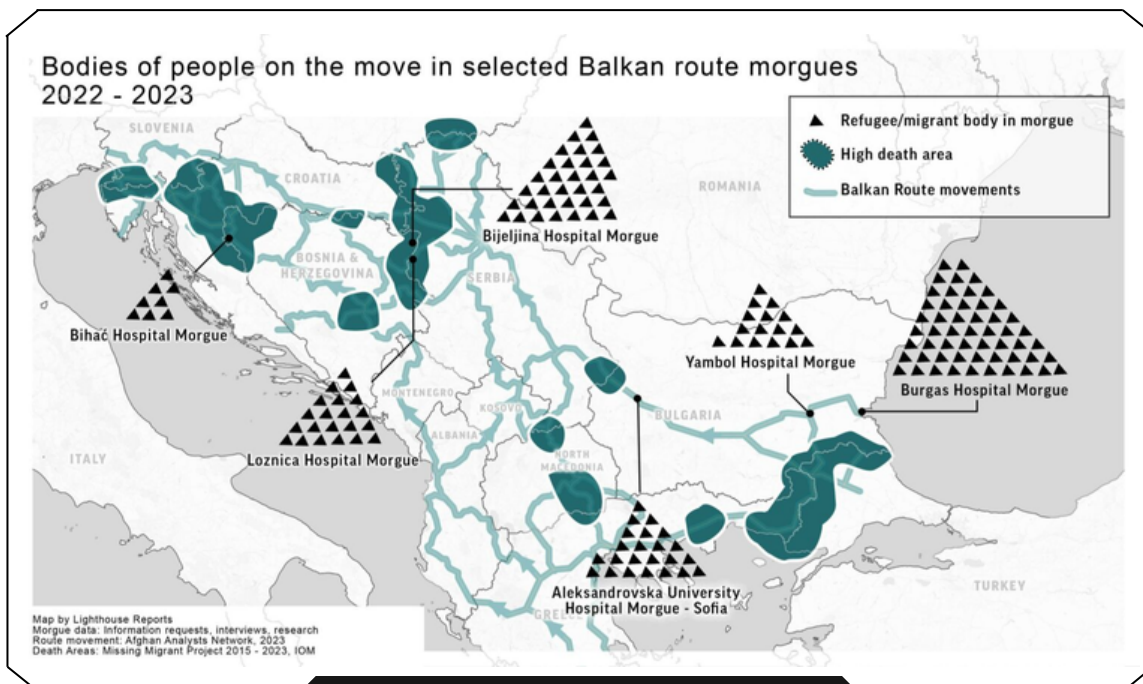 Bodies of people on the move in selected Balkan route morgues
2022 - 2023
Refugee/migrant body in morgue
High death area
Balkan Route movements
SLOVENIA
CROATIA
ROMANIA
BOSNIA &
HERZEGOVINA
SERBIA
Bijeljina Hospital Morgue
Bihać Hospital Morgue
Yambol Hospital Morgue
Burgas Hospital Morgue
MONTENEGRO
KOSOVO
BULGARIA
ALBANIA
Loznica Hospital Morgue
ITALY
NORTH
MACEDONIA
Aleksandrovska University
Hospital Morgue - Sofia
GREECE
TURKEY
Map by Lighthouse Reports
Morgue data: Information requests, interviews, research
Route movement: Afghan Analysts Network, 2023
Death Areas: Missing Migrant Project 2015 - 2023, IOM